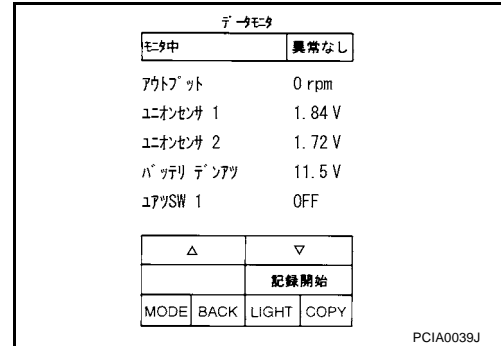 データモニタ
モニタ中 異常なし
アウトプット 0 rpm
ユニオンセンサ 1 1.84 V
ユニオンセンサ 2 1.72 V
バッテリ デンアツ 11.5 V
ユアツSW 1 OFF
△ ▽
記録開始
MODE BACK LIGHT COPY
PCIA0039J